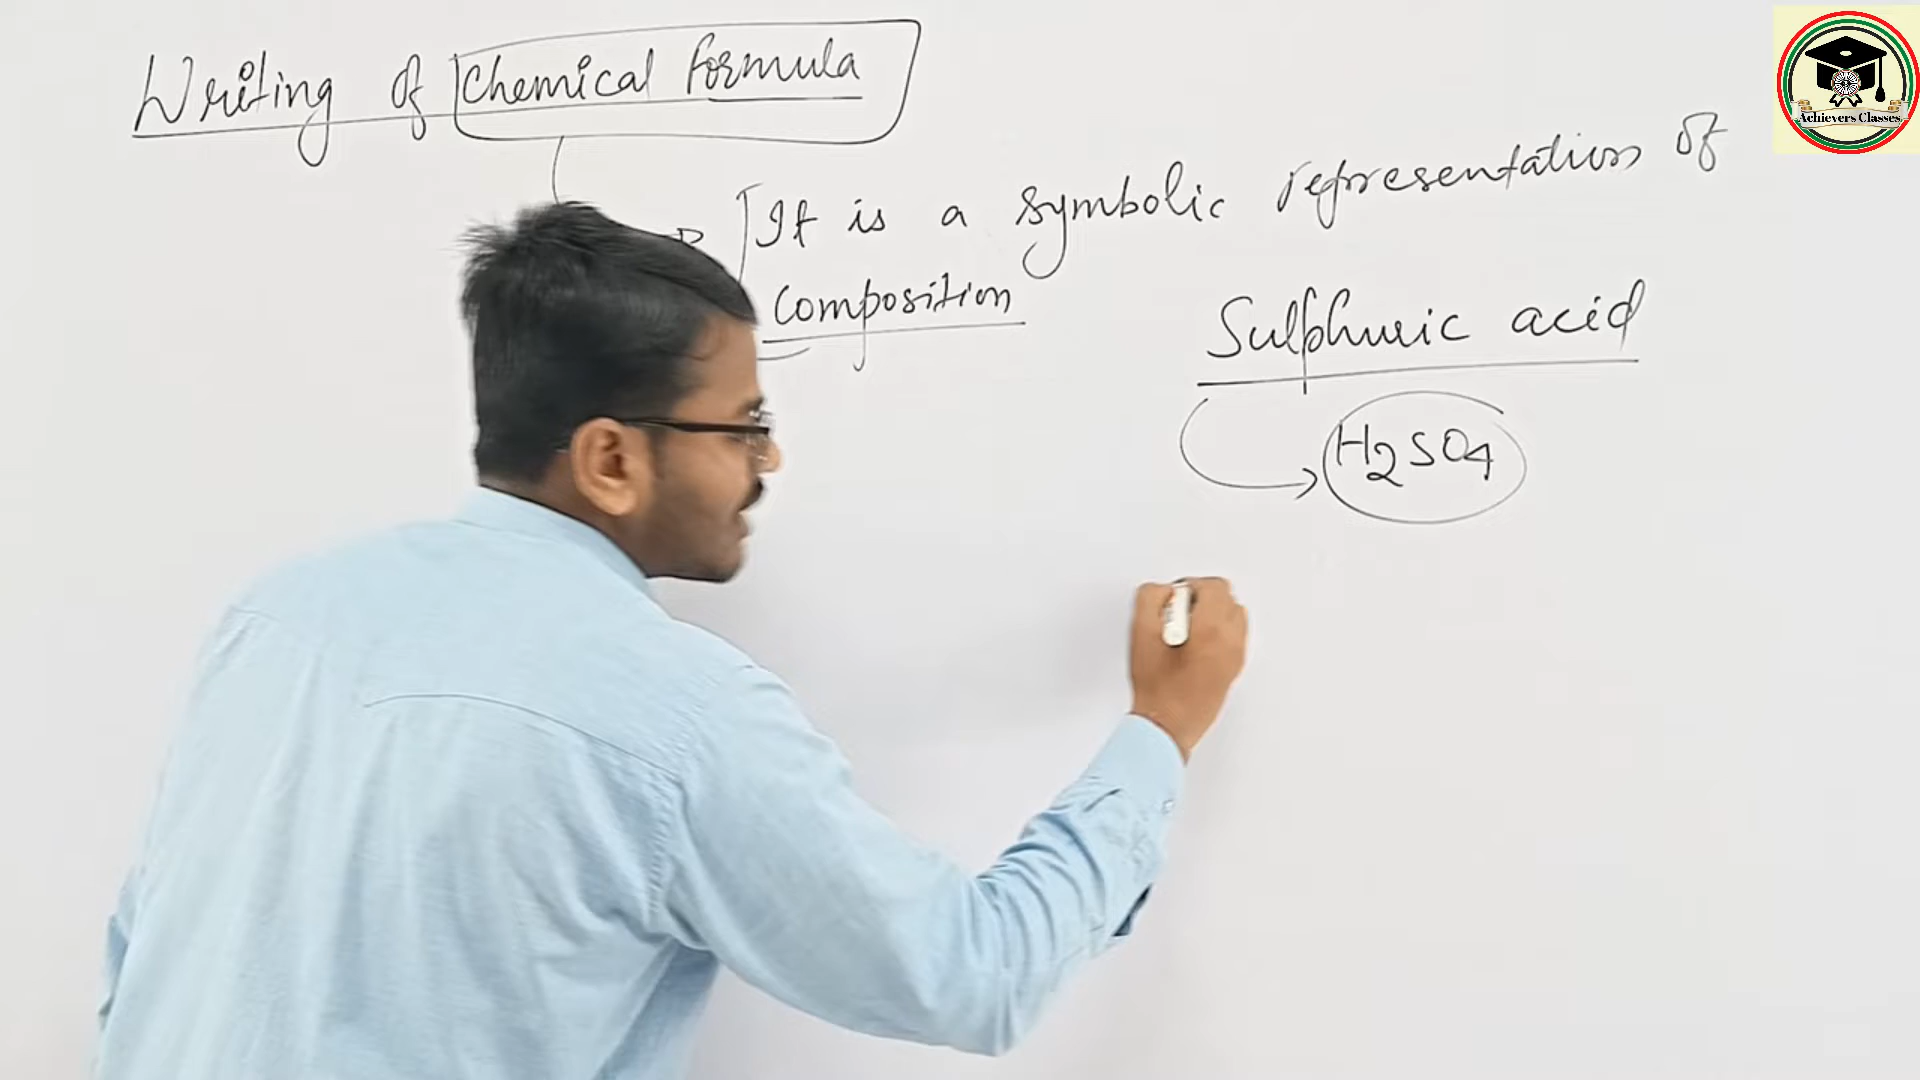 Writing of Chemical formula
It is a symbolic representation of
composition
Sulphuric acid
H2SO4
Achievers Classes